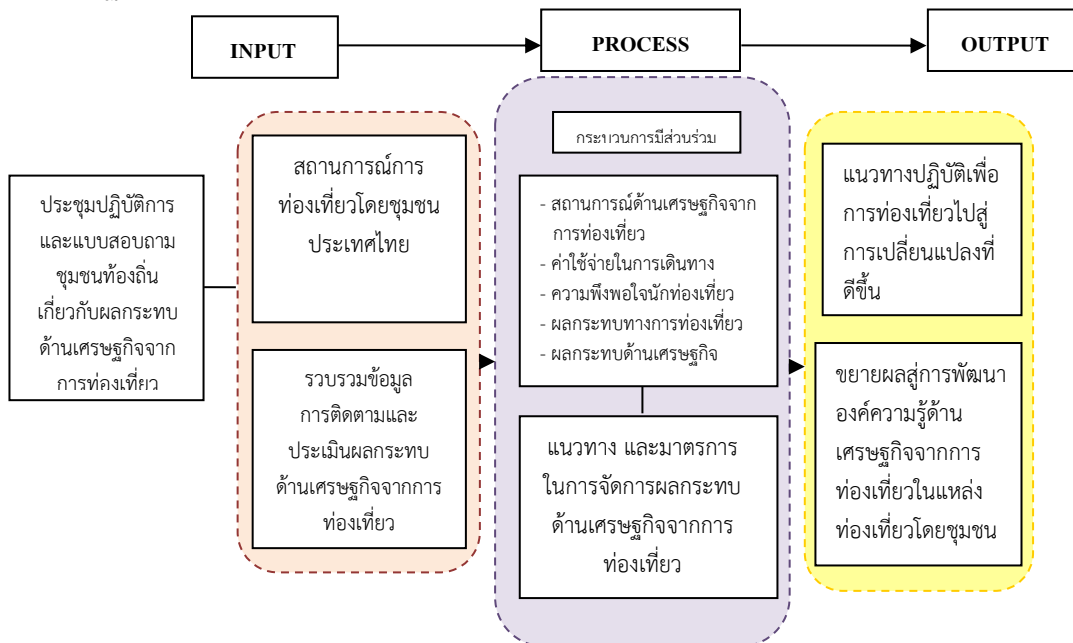 INPUT
PROCESS
OUTPUT
ประชุมปฏิบัติการ
และแบบสอบถาม
ชุมชนท้องถิ่น
เกี่ยวกับผลกระทบ
ด้านเศรษฐกิจจาก
การท่องเที่ยว
สถานการณ์การ
ท่องเที่ยวโดยชุมชน
ประเทศไทย
รวบรวมข้อมูล
การติดตามและ
ประเมินผลกระทบ
ด้านเศรษฐกิจจากการ
ท่องเที่ยว
กระบวนการมีส่วนร่วม
- สถานการณ์ด้านเศรษฐกิจจาก
การท่องเที่ยว
- ค่าใช้จ่ายในการเดินทาง
- ความพึงพอใจนักท่องเที่ยว
- ผลกระทบทางการท่องเที่ยว
- ผลกระทบด้านเศรษฐกิจ
แนวทาง และมาตรการ
ในการจัดการผลกระทบ
ด้านเศรษฐกิจจากการ
ท่องเที่ยว
แนวทางปฏิบัติเพื่อ
การท่องเที่ยวไปสู่
การเปลี่ยนแปลงที่
ดีขึ้น
ขยายผลสู่การพัฒนา
องค์ความรู้ด้าน
เศรษฐกิจจากการ
ท่องเที่ยวในแหล่ง
ท่องเที่ยวโดยชุมชน